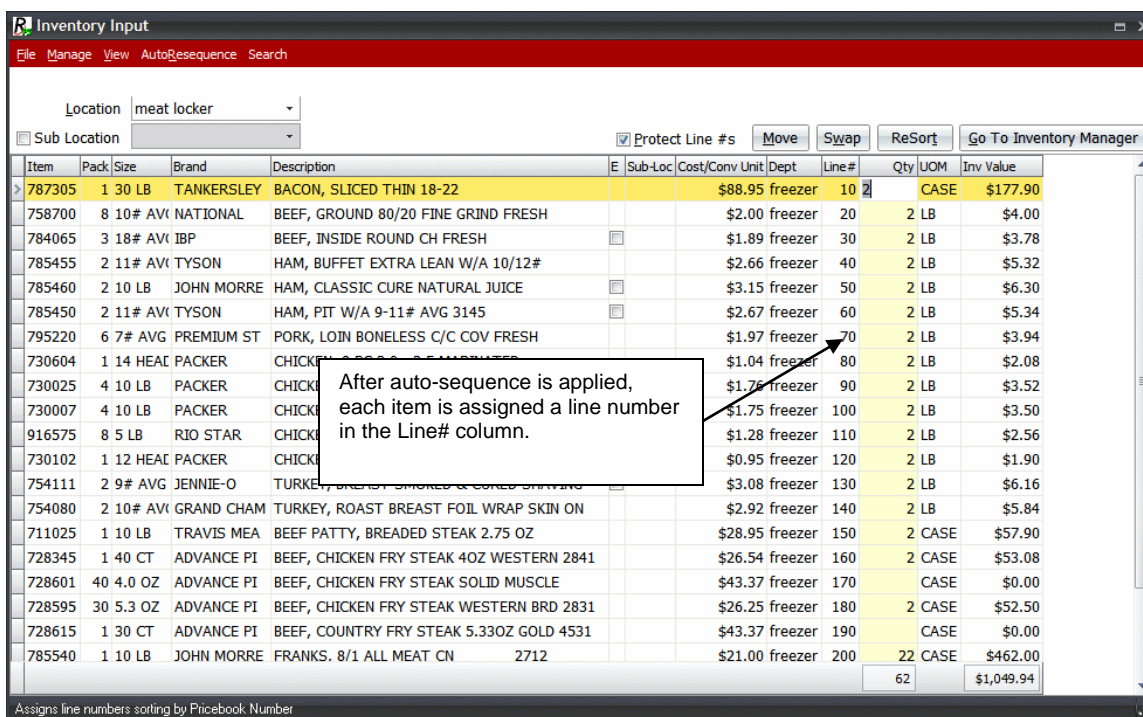 Inventory Input
File Manage View AutoResequence Search
Location meat locker
Sub Location Protect Line #s Move Swap ReSort Go To Inventory Manager
Item Pack Size Brand Description E Sub-Loc Cost/Conv Unit Dept Line# Qty UOM Inv Value
787305 1 30 LB TANKERSLEY BACON, SLICED THIN 18-22 $88.95 freezer 10 2 CASE $177.90
758700 8 10# AV( NATIONAL BEEF, GROUND 80/20 FINE GRIND FRESH $2.00 freezer 20 2 LB $4.00
784065 3 18# AV( IBP BEEF, INSIDE ROUND CH FRESH $1.89 freezer 30 2 LB $3.78
785455 2 11# AV( TYSON HAM, BUFFET EXTRA LEAN W/A 10/12# $2.66 freezer 40 2 LB $5.32
785460 2 10 LB JOHN MORRE HAM, CLASSIC CURE NATURAL JUICE $3.15 freezer 50 2 LB $6.30
785450 2 11# AV( TYSON HAM, PIT W/A 9-11# AVG 3145 $2.67 freezer 60 2 LB $5.34
795220 6 7# AVG PREMIUM ST PORK, LOIN BONELESS C/C COV FRESH $1.97 freezer 70 2 LB $3.94
730604 1 14 HEAD PACKER $1.04 freezer 80 2 LB $2.08
730025 4 10 LB PACKER CHICKE $1.76 freezer 90 2 LB $3.52
730007 4 10 LB PACKER CHICKE $1.75 freezer 100 2 LB $3.50
916575 8 5 LB RIO STAR CHICKE $1.28 freezer 110 2 LB $2.56
730102 1 12 HEAD PACKER CHICKE $0.95 freezer 120 2 LB $1.90
After auto-sequence is applied,
each item is assigned a line number
in the Line# column.
754111 2 9# AVG JENNIE-O TURKEY, BREAST SMOKED & CURED SHAVING $3.08 freezer 130 2 LB $6.16
754080 2 10# AV( GRAND CHAM TURKEY, ROAST BREAST FOIL WRAP SKIN ON $2.92 freezer 140 2 LB $5.84
711025 1 10 LB TRAVIS MEA BEEF PATTY, BREADED STEAK 2.75 OZ $28.95 freezer 150 2 CASE $57.90
728345 1 40 CT ADVANCE PI BEEF, CHICKEN FRY STEAK 4OZ WESTERN 2841 $26.54 freezer 160 2 CASE $53.08
728601 40 4.0 OZ ADVANCE PI BEEF, CHICKEN FRY STEAK SOLID MUSCLE $43.37 freezer 170 CASE $0.00
728595 30 5.3 OZ ADVANCE PI BEEF, CHICKEN FRY STEAK WESTERN BRD 2831 $26.25 freezer 180 2 CASE $52.50
728615 1 30 CT ADVANCE PI BEEF, COUNTRY FRY STEAK 5.33OZ GOLD 4531 $43.37 freezer 190 CASE $0.00
785540 1 10 LB JOHN MORRE FRANKS, 8/1 ALL MEAT CN 2712 $21.00 freezer 200 22 CASE $462.00
62 $1,049.94
Assigns line numbers sorting by Pricebook Number